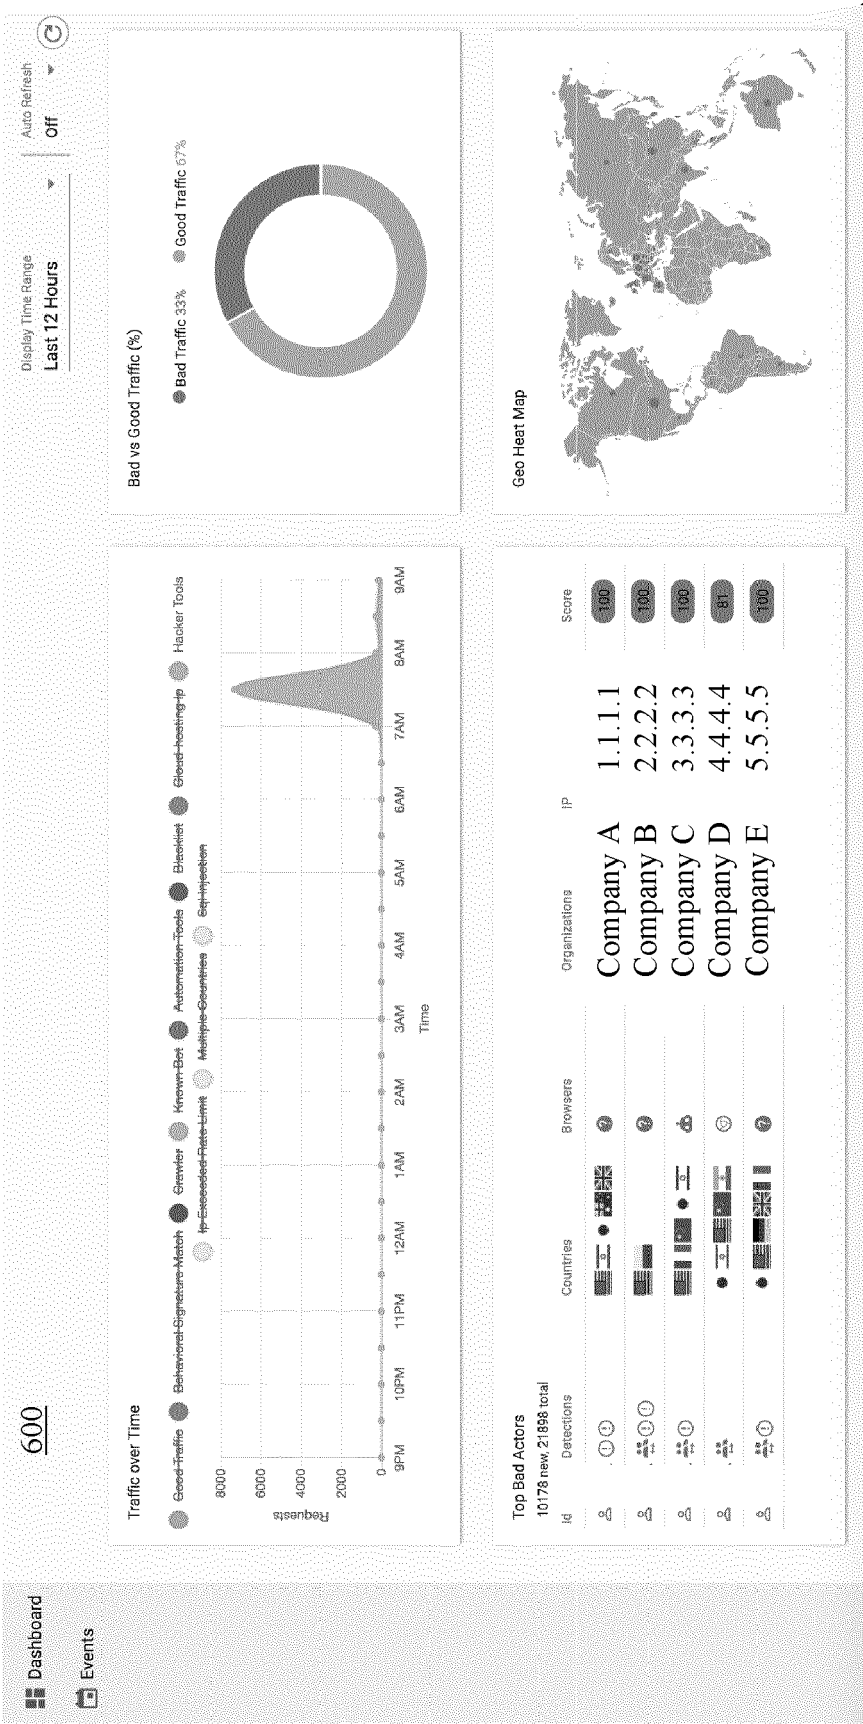 600
Dashboard
Events
Display Time Range
Last 12 Hours
Auto Refresh
Off
Traffic over Time
Good Traffic
Behavioral Signature Match
Crawler
Known Bot
Automation Tools
Blacklist
Cloud-hosting-Ip
Hacker Tools
Ip Exceeded Rate Limit
Multiple Countries
Sql Injection
Requests
8000
6000
4000
2000
0
9PM 10PM 11PM 12AM 1AM 2AM 3AM 4AM 5AM 6AM 7AM 8AM 9AM
Time
Bad vs Good Traffic (%)
Bad Traffic 33% Good Traffic 67%
Top Bad Actors
10178 new, 21898 total
Id Detections Countries Browsers Organizations IP Score
Company A 1.1.1.1 100
Company B 2.2.2.2 100
Company C 3.3.3.3 100
Company D 4.4.4.4 81
Company E 5.5.5.5 100
Geo Heat Map